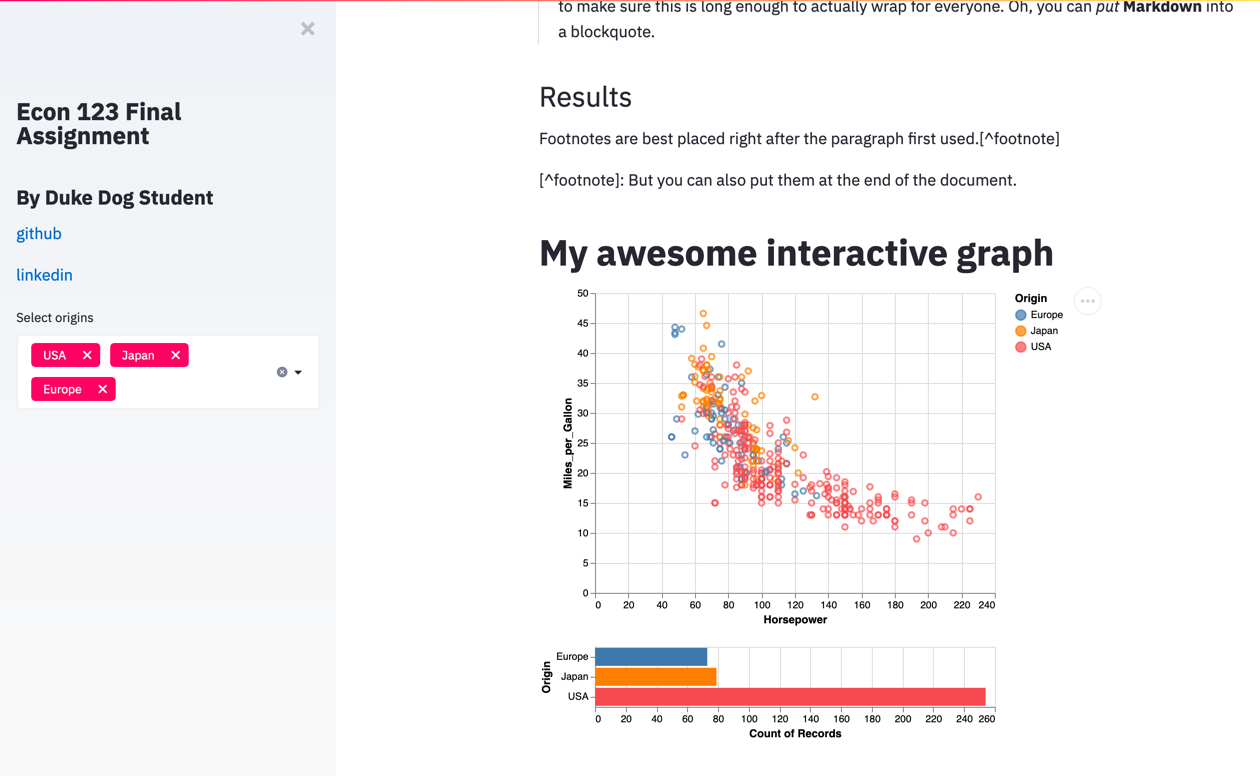 Econ 123 Final
Assignment
By Duke Dog Student
github
linkedin
Select origins
USA
Japan
Europe
to make sure this is long enough to actually wrap for everyone. Oh, you can put Markdown into
a blockquote.
Results
Footnotes are best placed right after the paragraph first used.[^footnote]
[^footnote]: But you can also put them at the end of the document.
My awesome interactive graph
50
45
40
35
30
25
20
15
10
5
0
Miles_per_Gallon
0 20 40 60 80 100 120 140 160 180 200 220 240
Horsepower
Origin
Europe
Japan
USA
Origin
Europe
Japan
USA
0 20 40 60 80 100 120 140 160 180 200 220 240 260
Count of Records